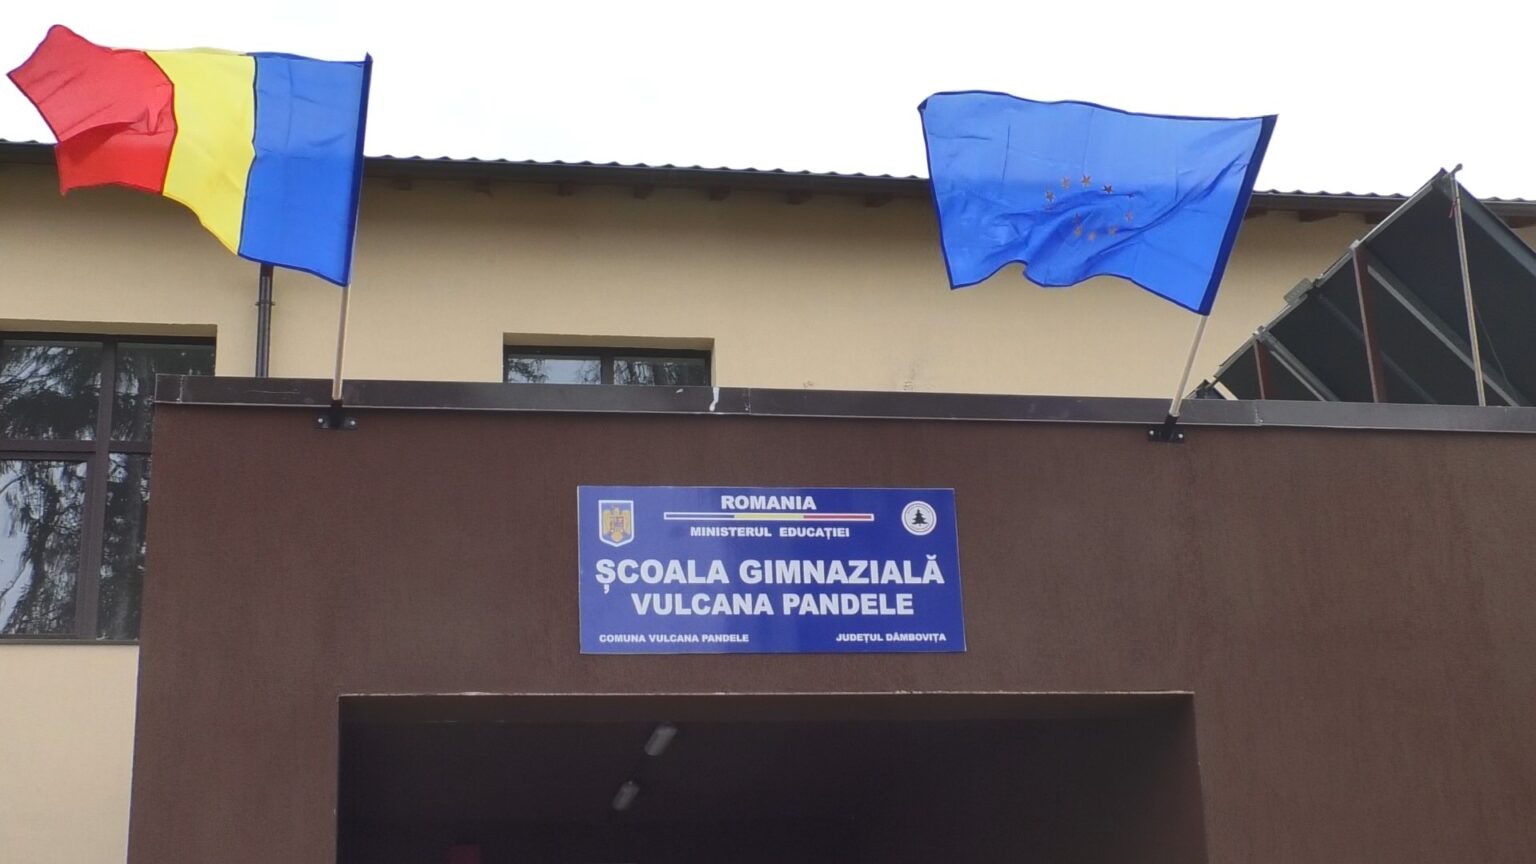 ROMANIA
MINISTERUL EDUCAȚIEI
ȘCOALA GIMNAZIALĂ
VULCANA PANDELE
COMUNA VULCANA PANDELE JUDEȚUL DÂMBOVIȚA